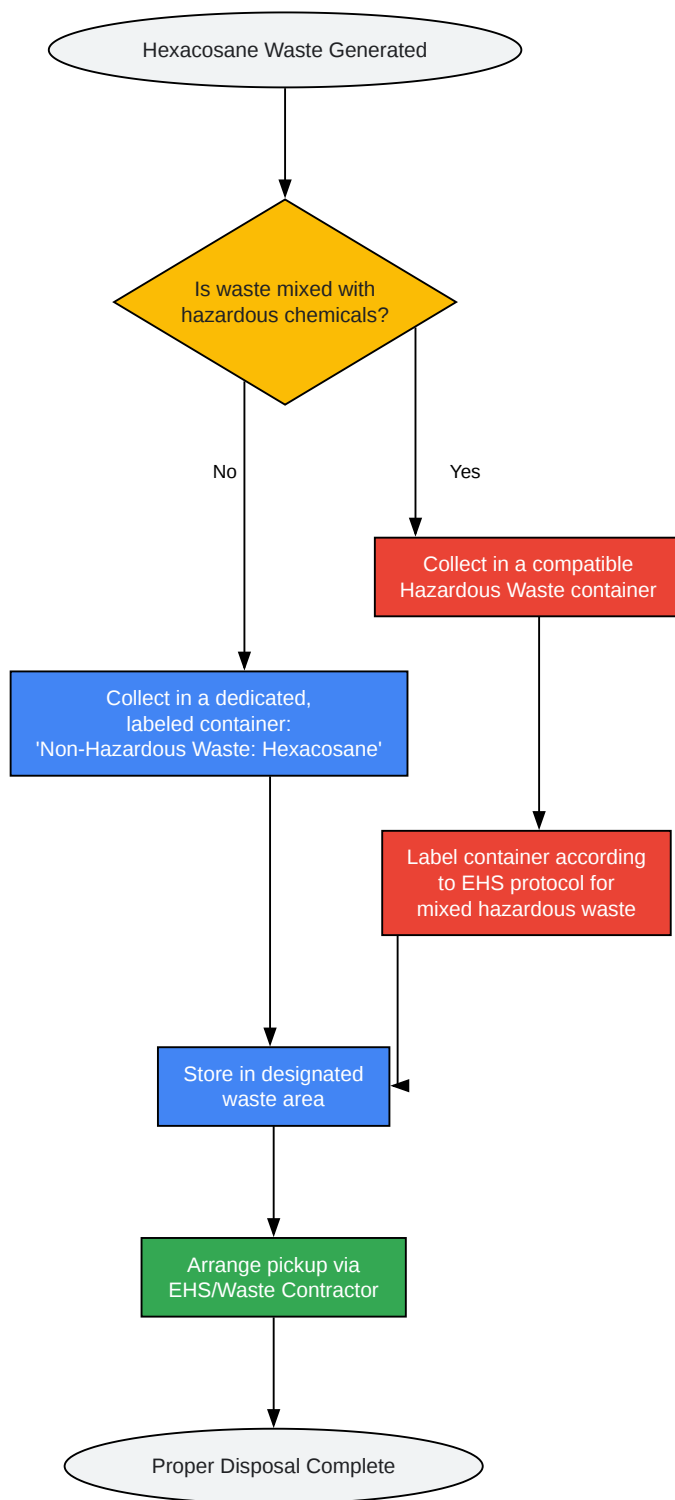 Hexacosane Waste Generated
Is waste mixed with
hazardous chemicals?
No
Yes
Collect in a compatible
Hazardous Waste container
Collect in a dedicated,
labeled container:
'Non-Hazardous Waste: Hexacosane'
Label container according
to EHS protocol for
mixed hazardous waste
Store in designated
waste area
Arrange pickup via
EHS/Waste Contractor
Proper Disposal Complete